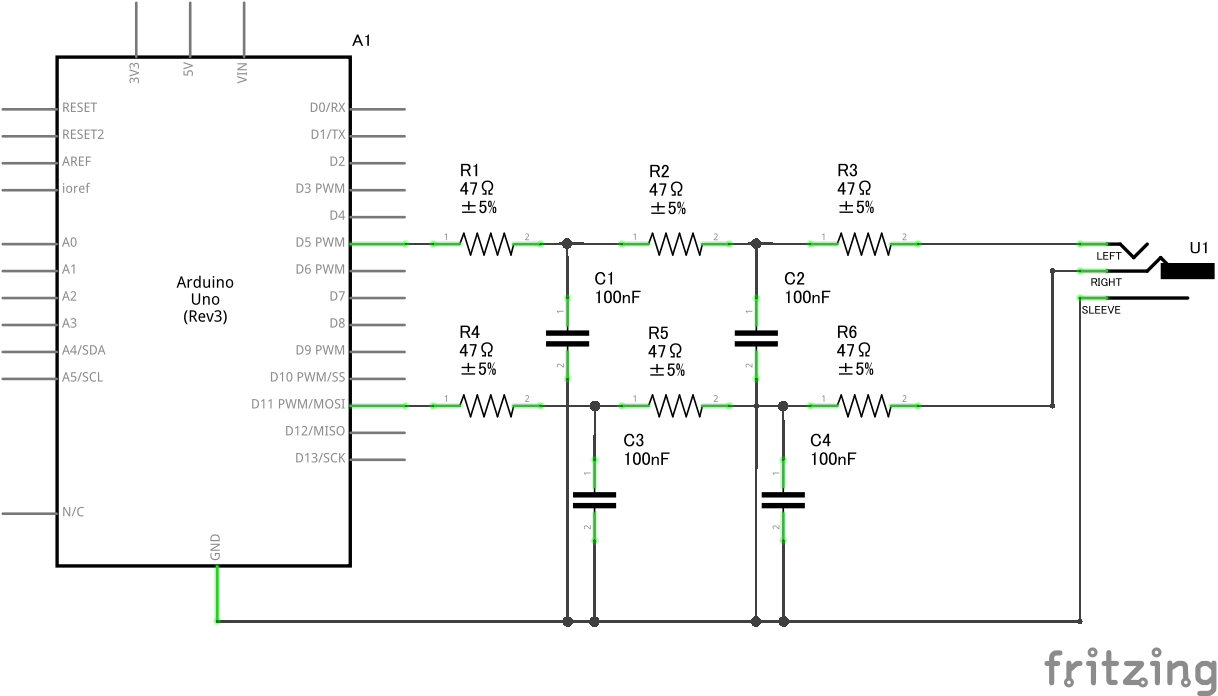 A1
3V3
5V
VIN
RESET
RESET2
AREF
ioref
A0
A1
A2
A3
A4/SDA
A5/SCL
N/C
Arduino
Uno
(Rev3)
D0/RX
D1/TX
D2
D3 PWM
D4
D5 PWM
D6 PWM
D7
D8
D9 PWM
D10 PWM/SS
D11 PWM/MOSI
D12/MISO
D13/SCK
GND
R1
47Ω
±5%
1
2
R2
47Ω
±5%
1
2
R3
47Ω
±5%
1
2
C1
100nF
1
2
C2
100nF
1
2
R4
47Ω
±5%
1
2
R5
47Ω
±5%
1
2
R6
47Ω
±5%
1
2
C3
100nF
1
2
C4
100nF
1
2
U1
LEFT
RIGHT
SLEEVE
fritzing